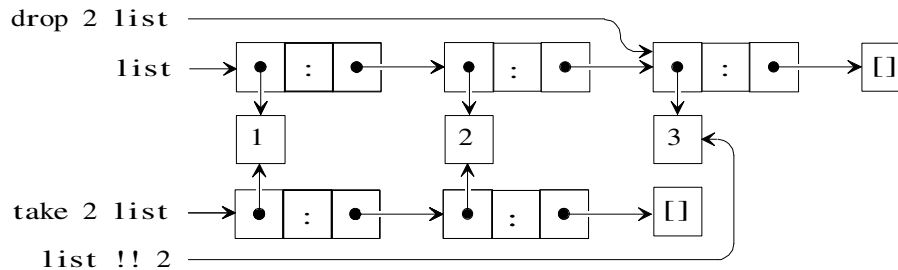 drop 2 list
list : : : []
1 2 3
take 2 list : : []
list !! 2